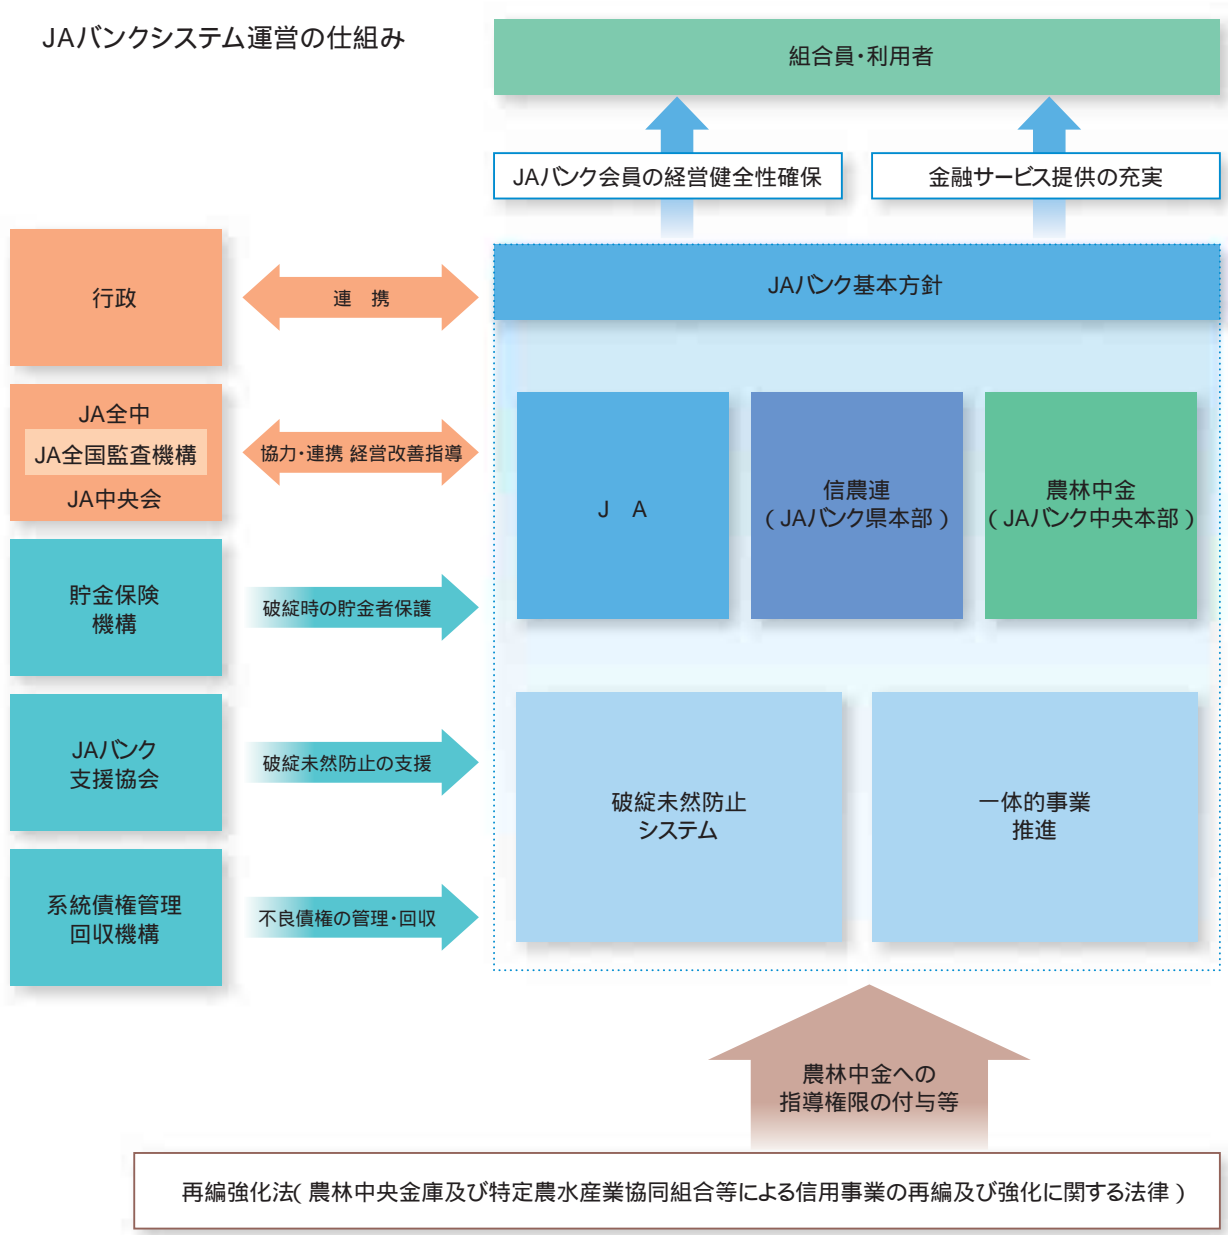 JAバンクシステム運営の仕組み
組合員・利用者
JAバンク会員の経営健全性確保
金融サービス提供の充実
JAバンク基本方針
行政
連　携
JA全中
JA全国監査機構
JA中央会
協力・連携 経営改善指導
J　A
信農連
(JAバンク県本部)
農林中金
(JAバンク中央本部)
貯金保険
機構
破綻時の貯金者保護
JAバンク
支援協会
破綻未然防止の支援
破綻未然防止
システム
一体的事業
推進
系統債権管理
回収機構
不良債権の管理・回収
農林中金への
指導権限の付与等
再編強化法(農林中央金庫及び特定農水産業協同組合等による信用事業の再編及び強化に関する法律)